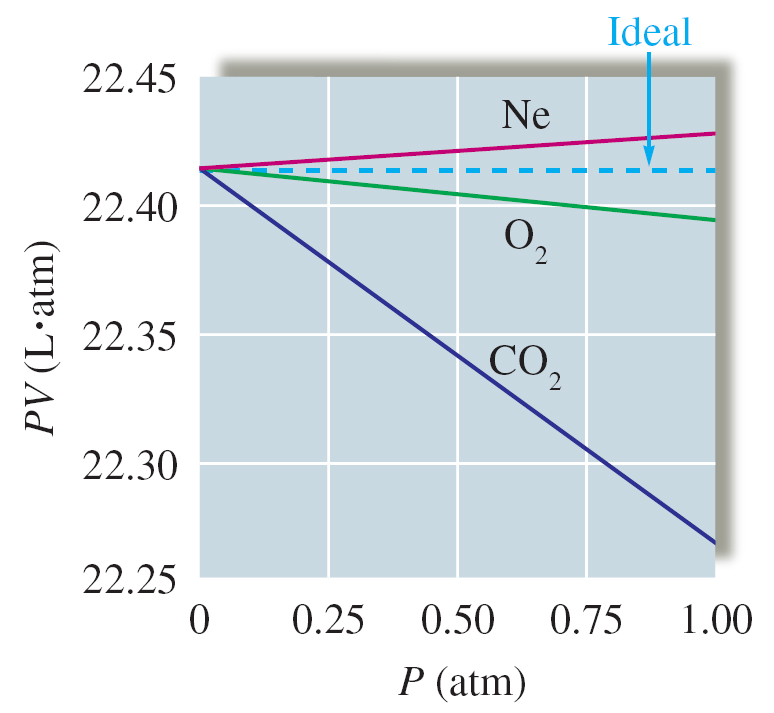 Ideal
22.45
Ne
22.40
O₂
22.35
CO₂
22.30
22.25
0 0.25 0.50 0.75 1.00
P (atm)
PV (L•atm)